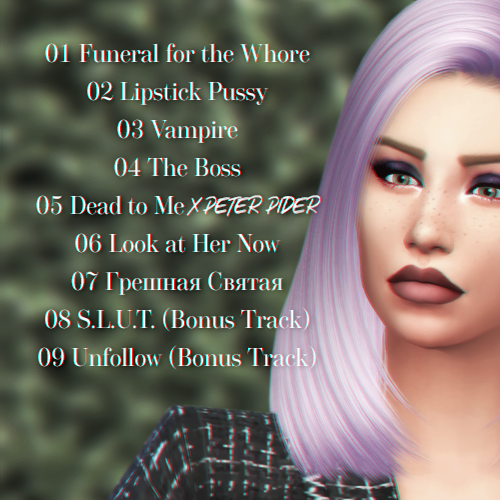 01 Funeral for the Whore
02 Lipstick Pussy
03 Vampire
04 The Boss
05 Dead to Me X PETER PIDER
06 Look at Her Now
07 Грешная Святая
08 S.L.U.T. (Bonus Track)
09 Unfollow (Bonus Track)